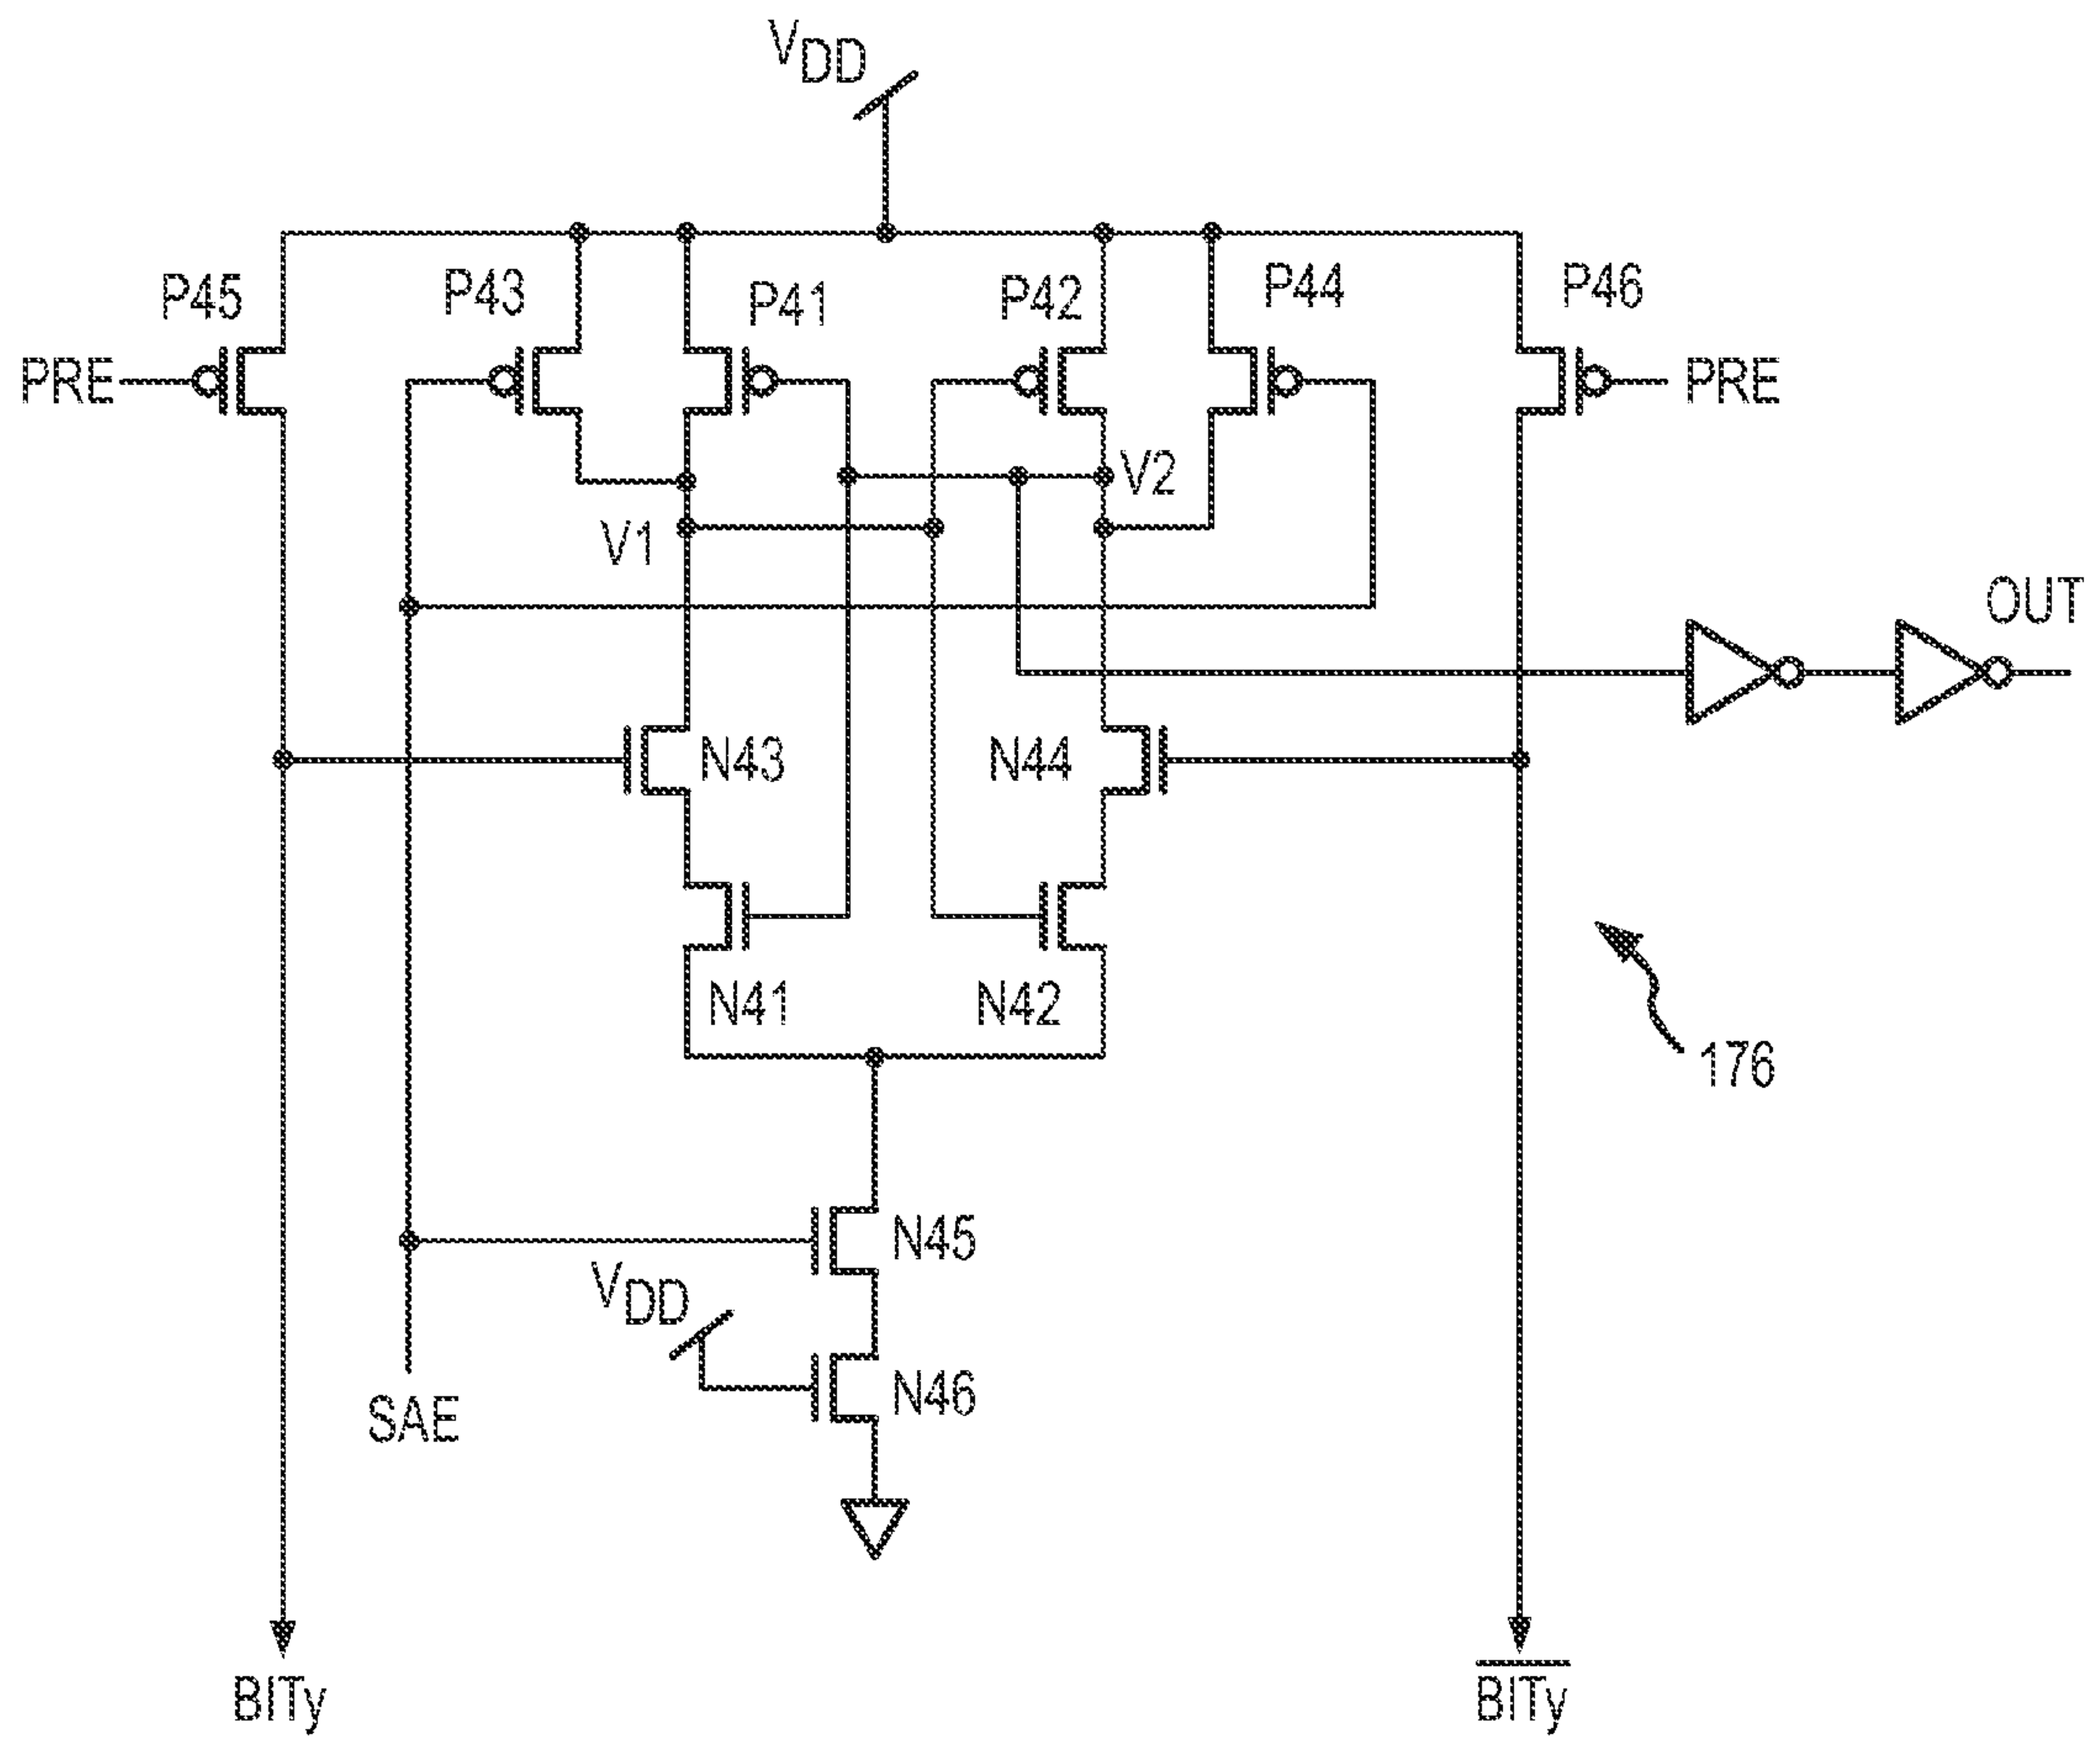 VDD
P45 P43 P41 P42 P44 P46
PRE PRE
V1 V2
OUT
N43 N44
N41 N42
176
N45
VDD
N46
SAE
BITy B̅I̅T̅y̅